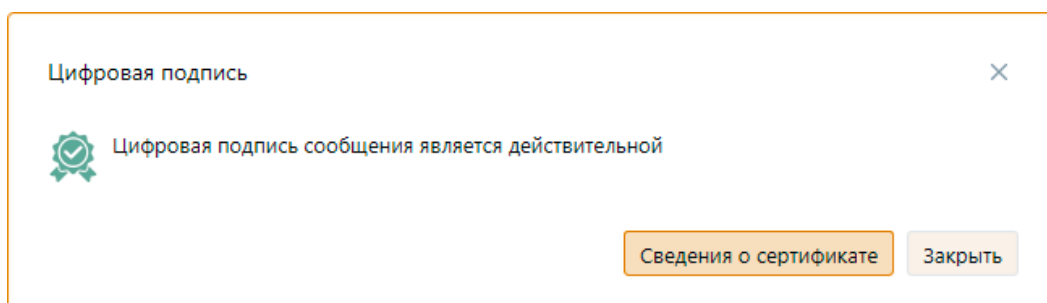 Цифровая подпись
Цифровая подпись сообщения является действительной
Сведения о сертификате
Закрыть